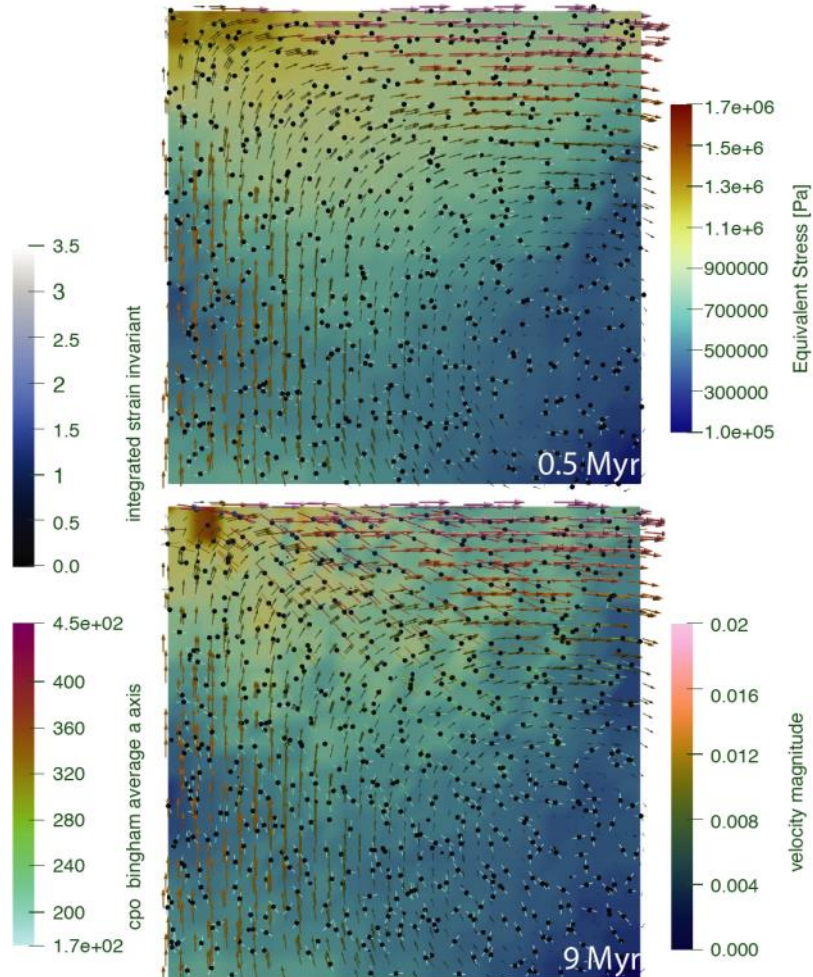 3.5
3
2.5
2
1.5
1
0.5
0.0
integrated strain invariant
1.7e+06
1.5e+6
1.3e+6
1.1e+6
900000
700000
500000
300000
1.0e+05
Equivalent Stress [Pa]
0.5 Myr
4.5e+02
400
360
320
280
240
200
1.7e+02
cpo bingham average a axis
0.02
0.016
0.012
0.008
0.004
0.000
velocity magnitude
9 Myr